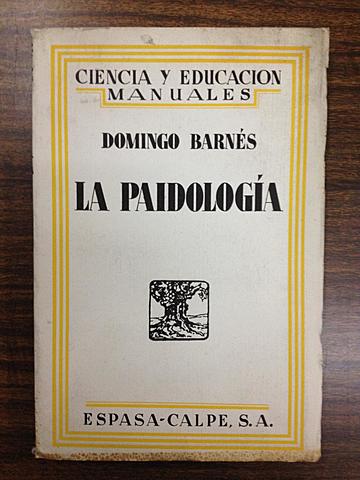 CIENCIA Y EDUCACION
MANUALES
DOMINGO BARNÉS
LA PAIDOLOGÍA
ESPASA-CALPE, S.A.